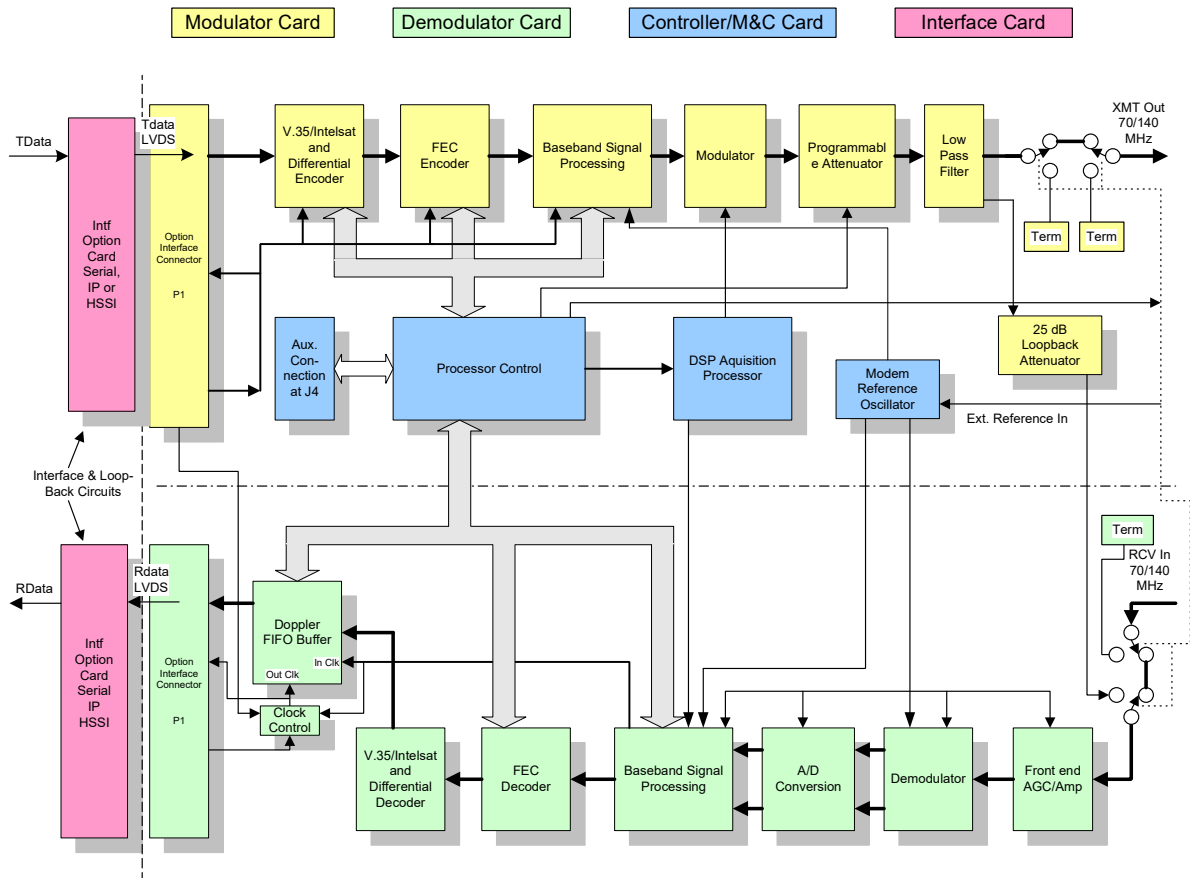 Modulator Card
Demodulator Card
Controller/M&C Card
Interface Card
TData
Tdata
LVDS
Intf
Option
Card
Serial,
IP or
HSSI
Option
Interface
Connector
P1
V.35/Intelsat
and
Differential
Encoder
FEC
Encoder
Baseband Signal
Processing
Modulator
Programmabl
e Attenuator
Low
Pass
Filter
XMT Out
70/140
MHz
Term
Term
Aux.
Con-
nection
at J4
Processor Control
DSP Aquisition
Processor
Modem
Reference
Oscillator
25 dB
Loopback
Attenuator
Ext. Reference In
Interface & Loop-
Back Circuits
RData
Rdata
LVDS
Intf
Option
Card
Serial
IP
HSSI
Option
Interface
Connector
P1
Doppler
FIFO Buffer
In Clk
Out Clk
Clock
Control
Term
RCV In
70/140
MHz
V.35/Intelsat
and
Differential
Decoder
FEC
Decoder
Baseband Signal
Processing
A/D
Conversion
Demodulator
Front end
AGC/Amp